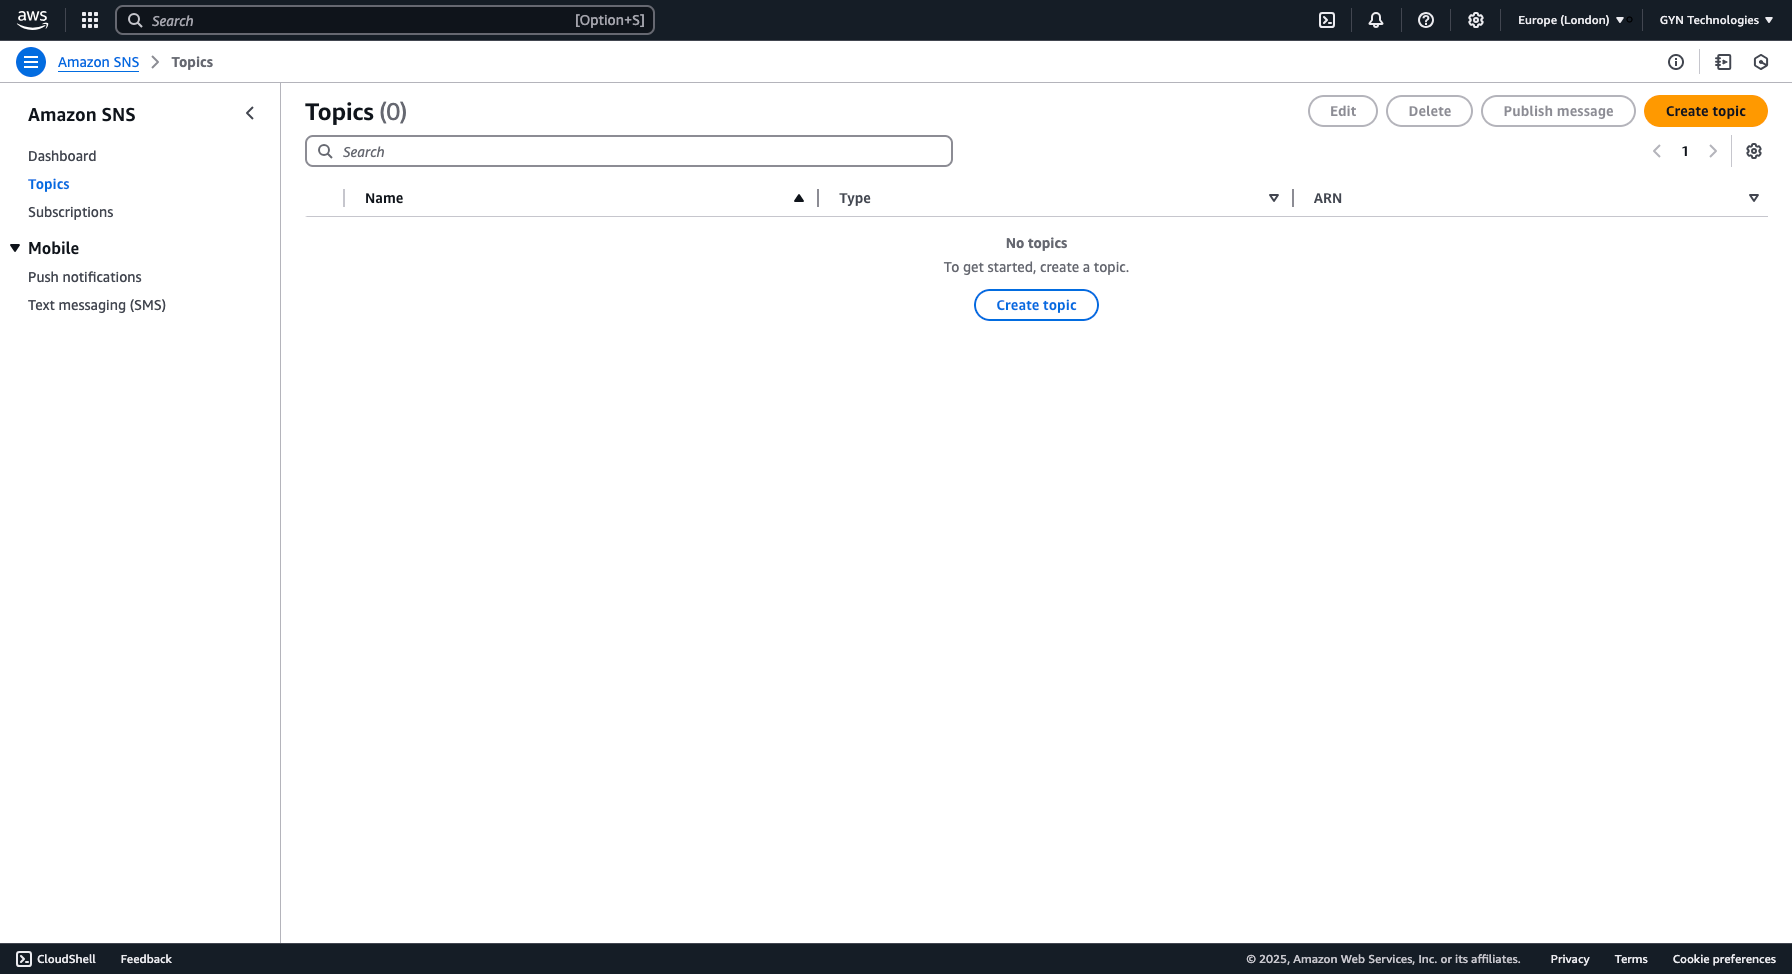 aws
Search [Option+S]
Europe (London)
GYN Technologies
Amazon SNS
Topics
Amazon SNS
Dashboard
Topics
Subscriptions
Mobile
Push notifications
Text messaging (SMS)
Topics (0)
Edit
Delete
Publish message
Create topic
Search
1
Name
Type
ARN
No topics
To get started, create a topic.
Create topic
CloudShell
Feedback
© 2025, Amazon Web Services, Inc. or its affiliates.
Privacy
Terms
Cookie preferences